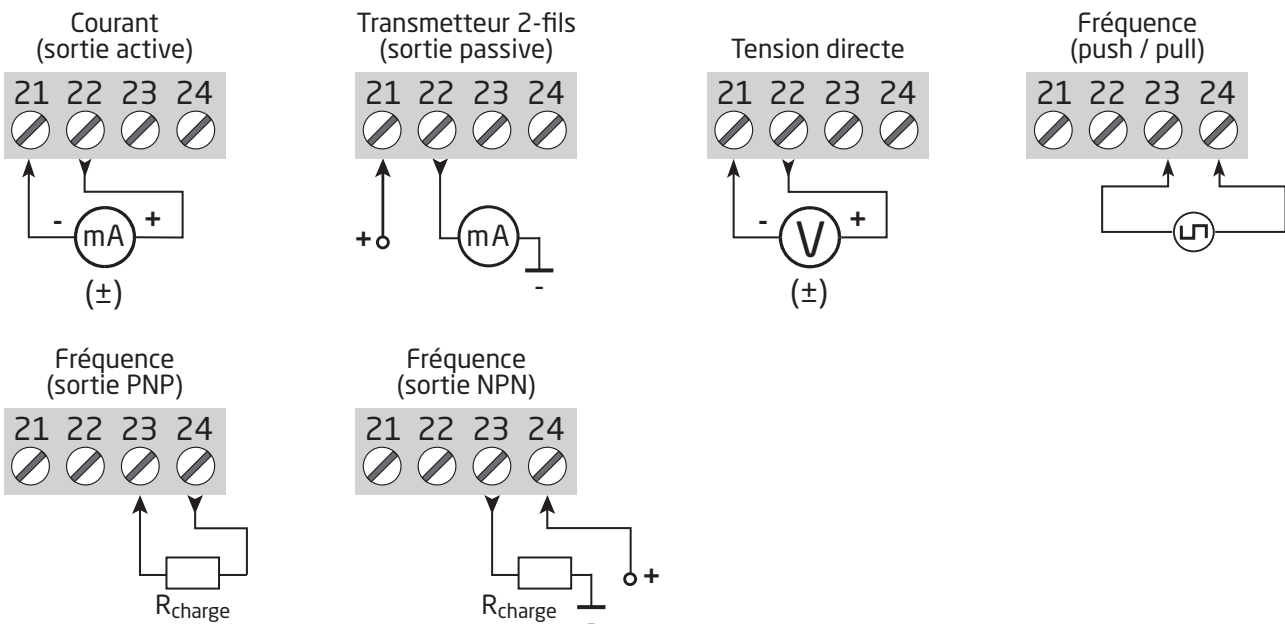 Courant
(sortie active)
21 22 23 24
- mA +
(±)
Transmetteur 2-fils
(sortie passive)
21 22 23 24
+ mA
-
Tension directe
21 22 23 24
- V +
(±)
Fréquence
(push / pull)
21 22 23 24
Fréquence
(sortie PNP)
21 22 23 24
Rcharge
Fréquence
(sortie NPN)
21 22 23 24
+
Rcharge
-